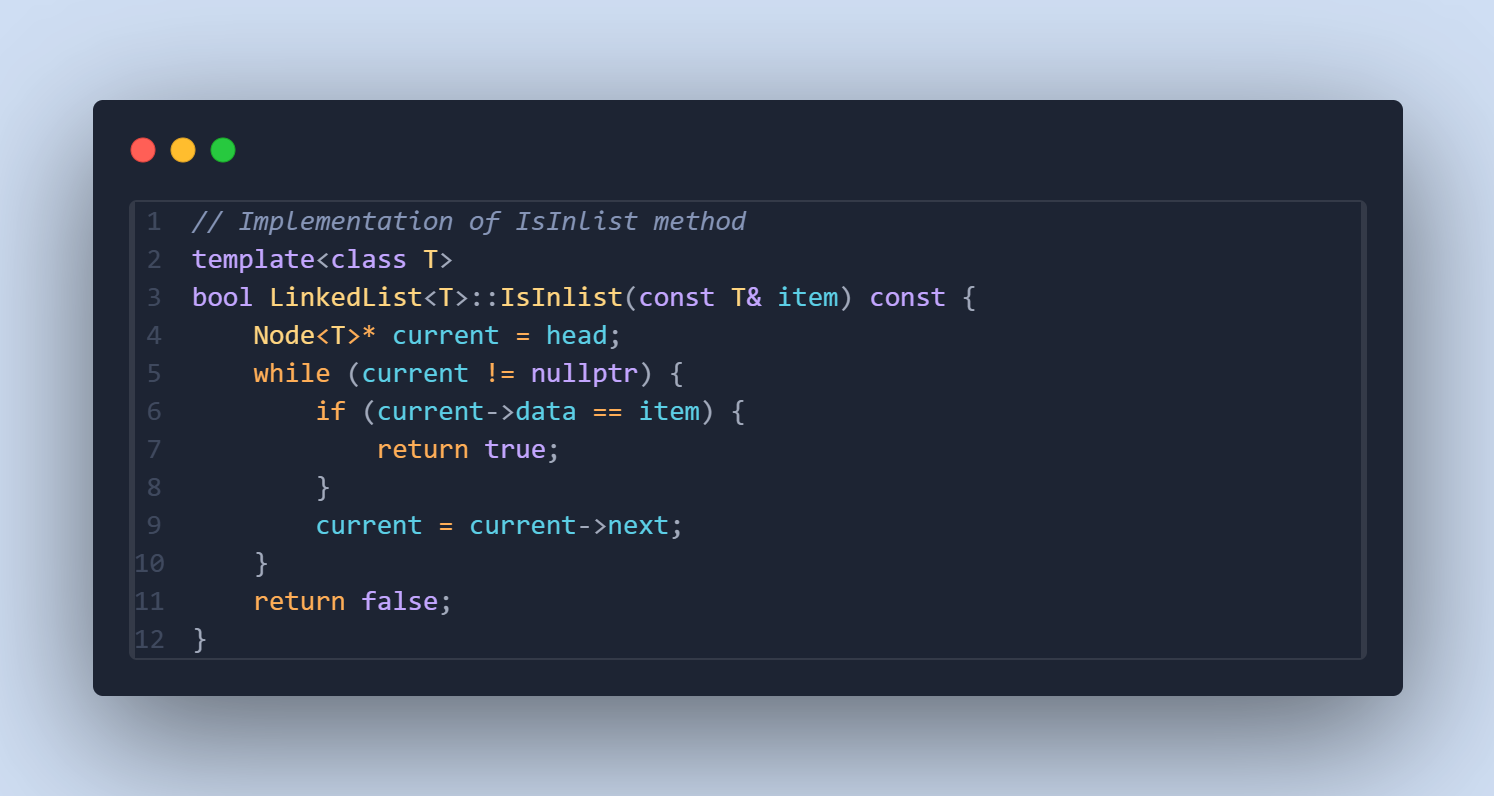 1 // Implementation of IsInlist method
2 template<class T>
3 bool LinkedList<T>::IsInlist(const T& item) const {
4     Node<T>* current = head;
5     while (current != nullptr) {
6         if (current->data == item) {
7             return true;
8         }
9         current = current->next;
10     }
11     return false;
12 }